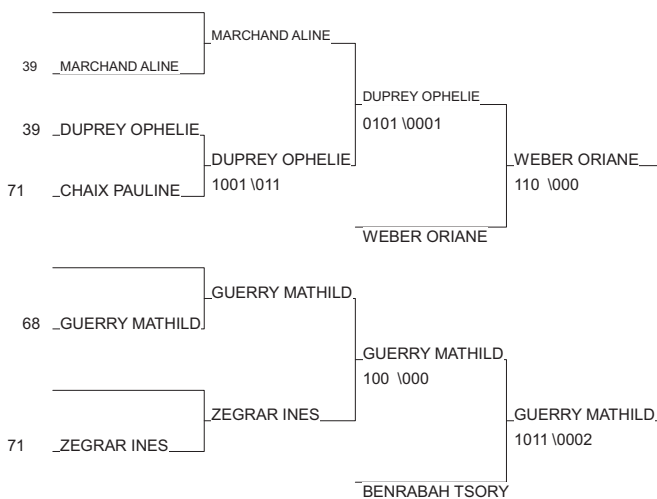 MARCHAND ALINE
39 MARCHAND ALINE
DUPREY OPHELIE
0101 \0001
39 DUPREY OPHELIE
DUPREY OPHELIE
1001 \011
WEBER ORIANE
110 \000
71 CHAIX PAULINE
WEBER ORIANE
GUERRY MATHILD
68 GUERRY MATHILD
GUERRY MATHILD
100 \000
ZEGRAR INES
GUERRY MATHILD
1011 \0002
71 ZEGRAR INES
BENRABAH TSORY